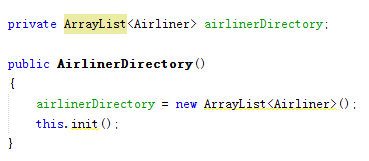 private ArrayList<Airliner> airlinerDirectory;
public AirlinerDirectory()
{
airlinerDirectory = new ArrayList<Airliner>();
this.init();
}